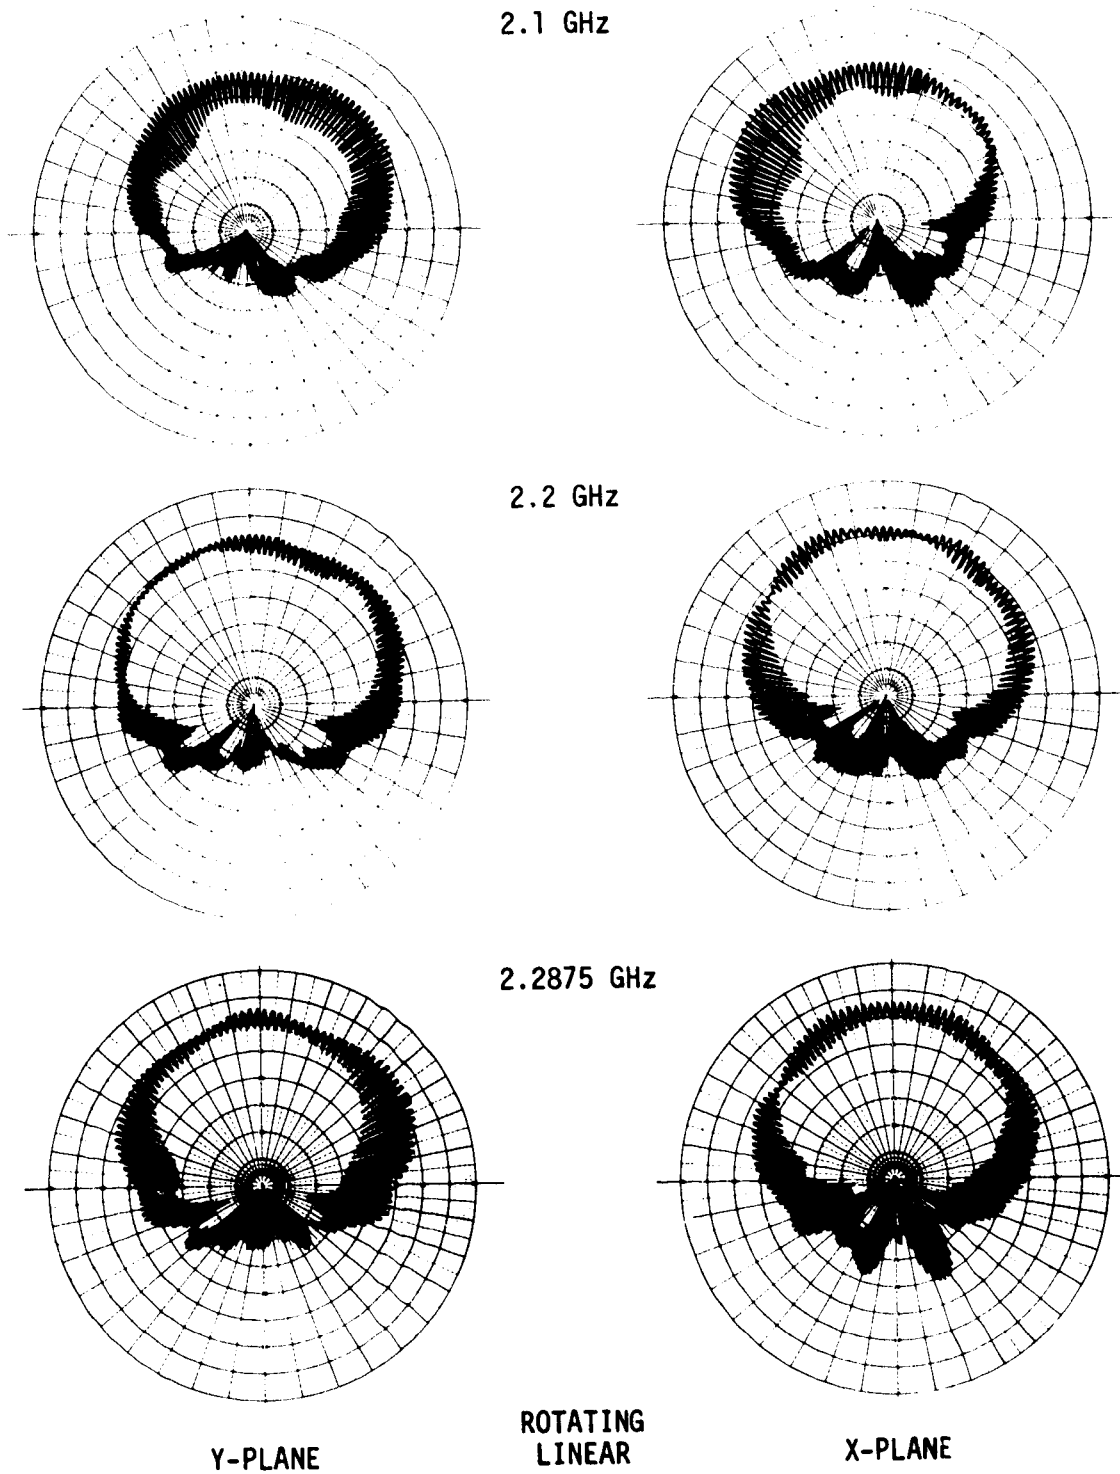 2.1 GHz
2.2 GHz
2.2875 GHz
Y-PLANE
ROTATING
LINEAR
X-PLANE